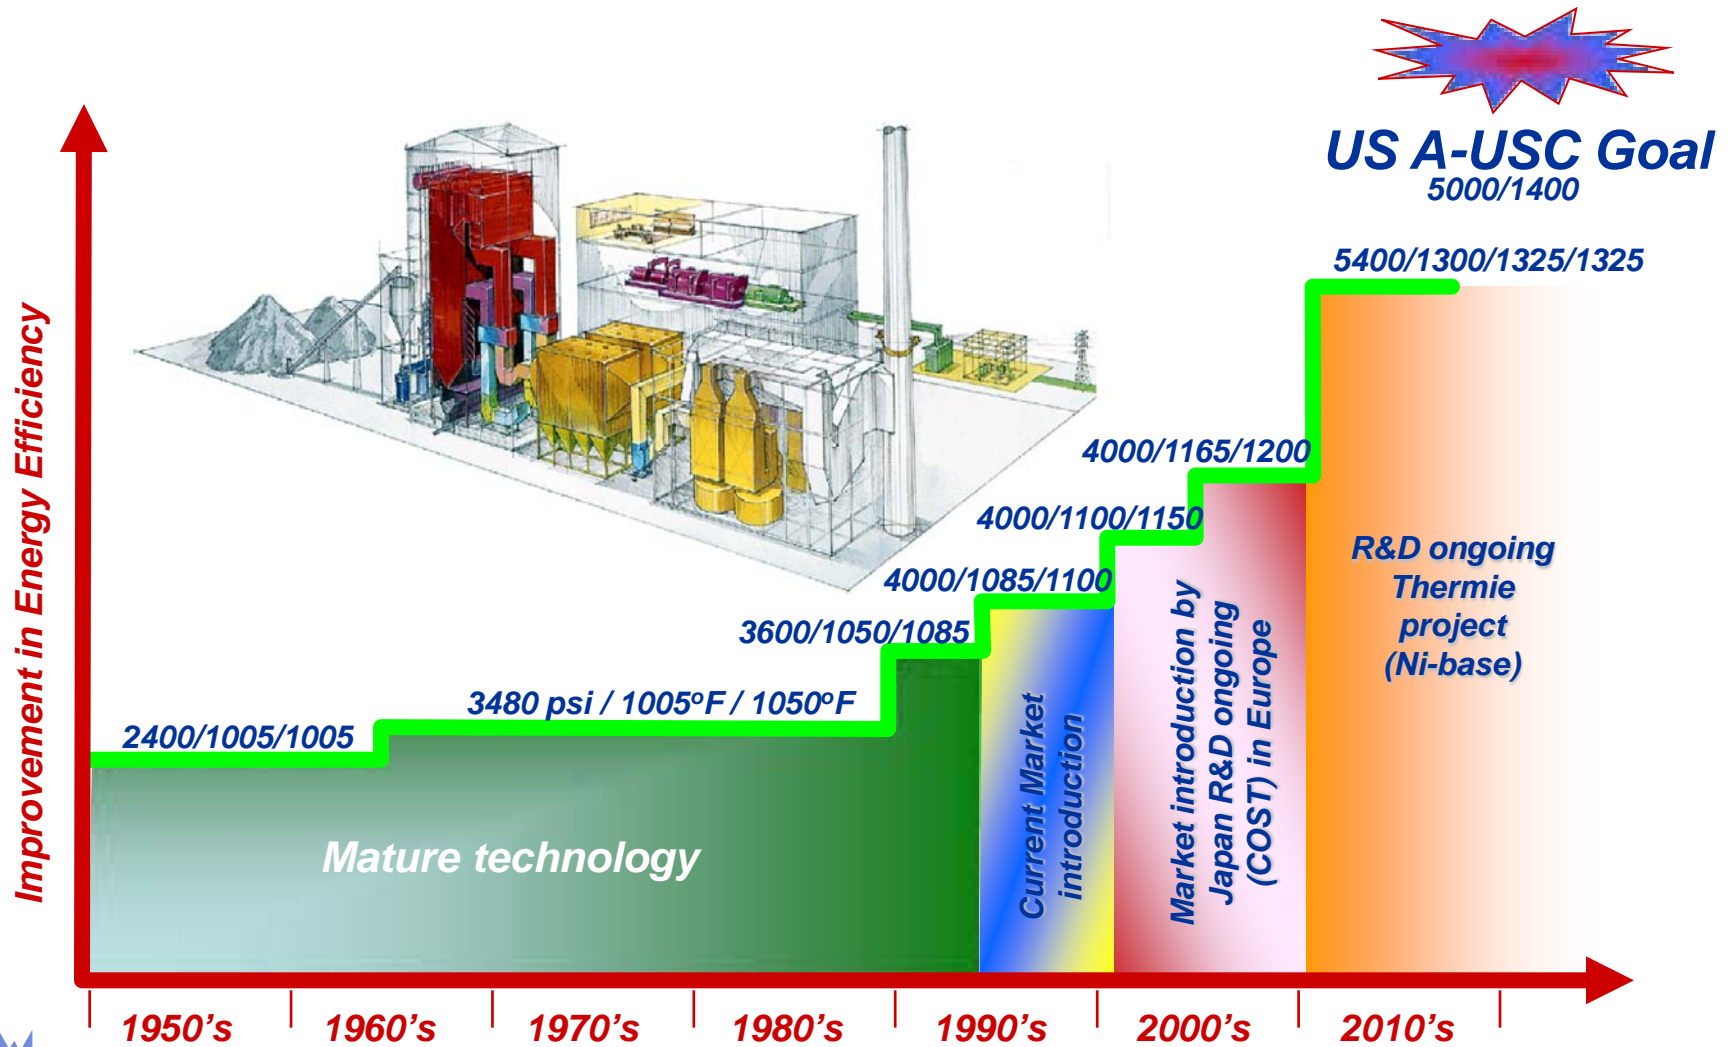 US A-USC Goal
5000/1400
5400/1300/1325/1325
4000/1165/1200
4000/1100/1150
4000/1085/1100
3600/1050/1085
3480 psi / 1005ºF / 1050ºF
2400/1005/1005
Improvement in Energy Efficiency
Mature technology
Current Market
introduction
Market introduction by
Japan R&D ongoing
(COST) in Europe
R&D ongoing
Thermie
project
(Ni-base)
1950's
1960's
1970's
1980's
1990's
2000's
2010's